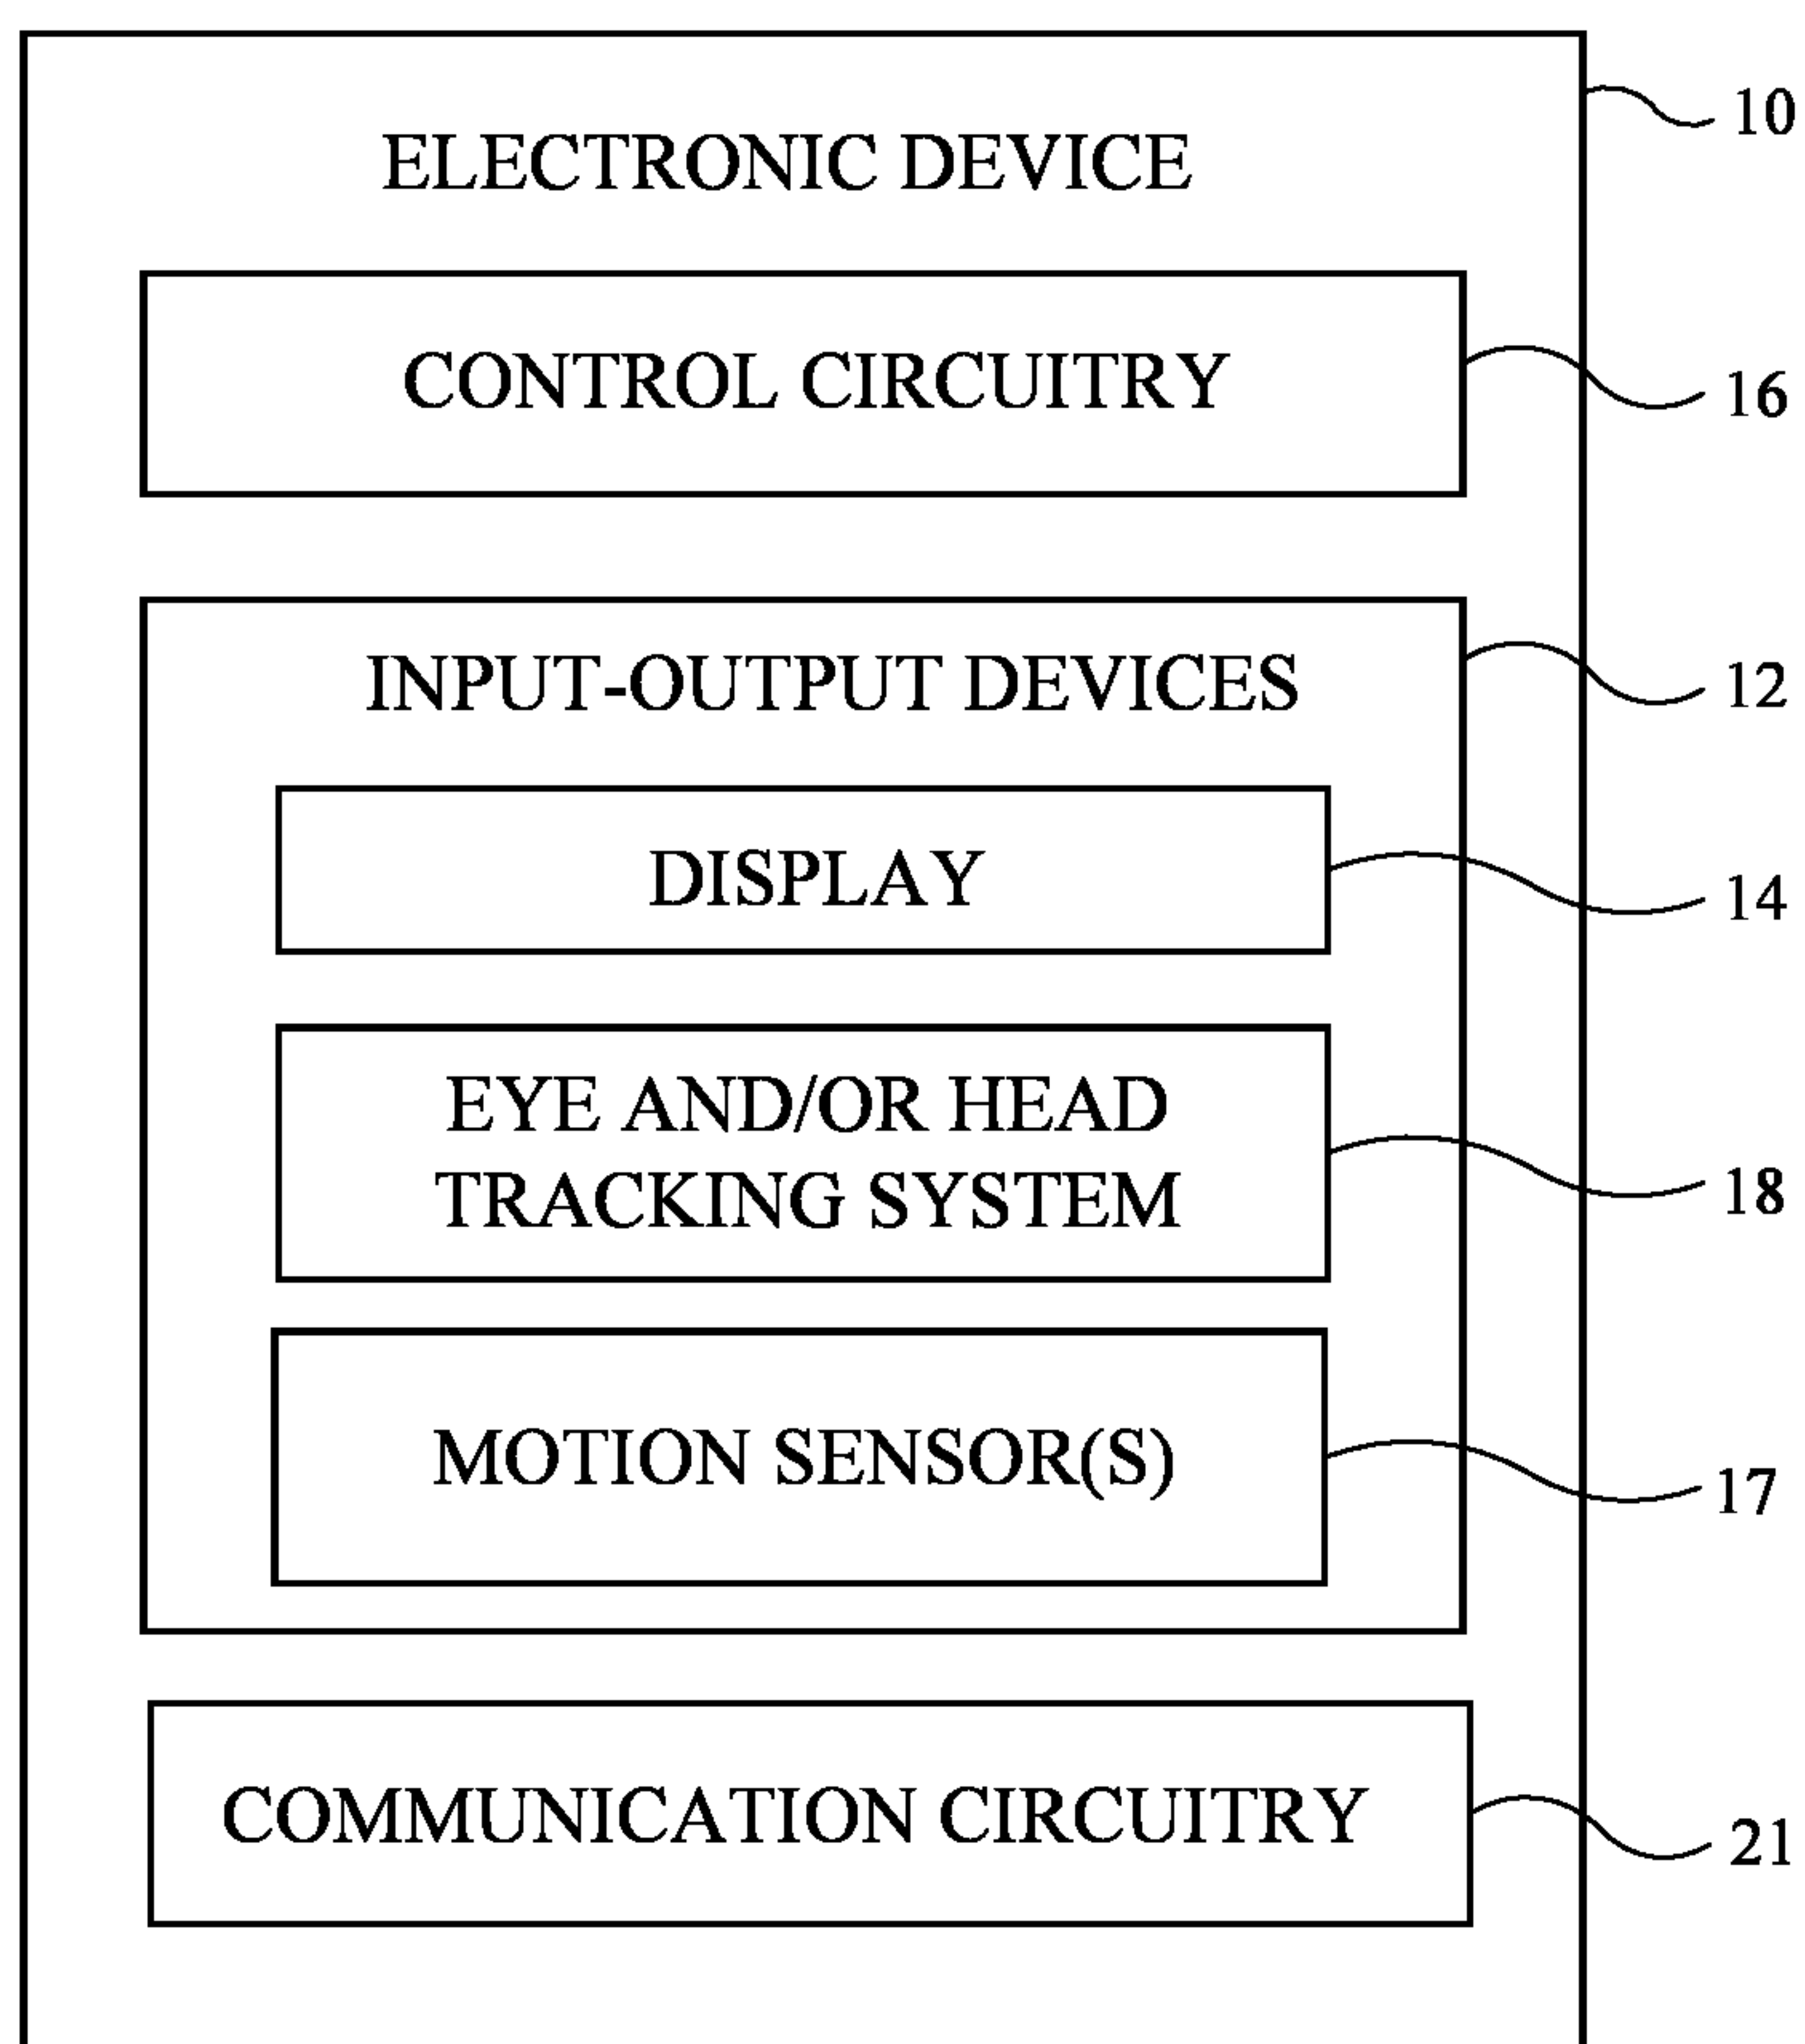 10
ELECTRONIC DEVICE
CONTROL CIRCUITRY
16
INPUT-OUTPUT DEVICES
12
DISPLAY
14
EYE AND/OR HEAD
TRACKING SYSTEM
18
MOTION SENSOR(S)
17
COMMUNICATION CIRCUITRY
21